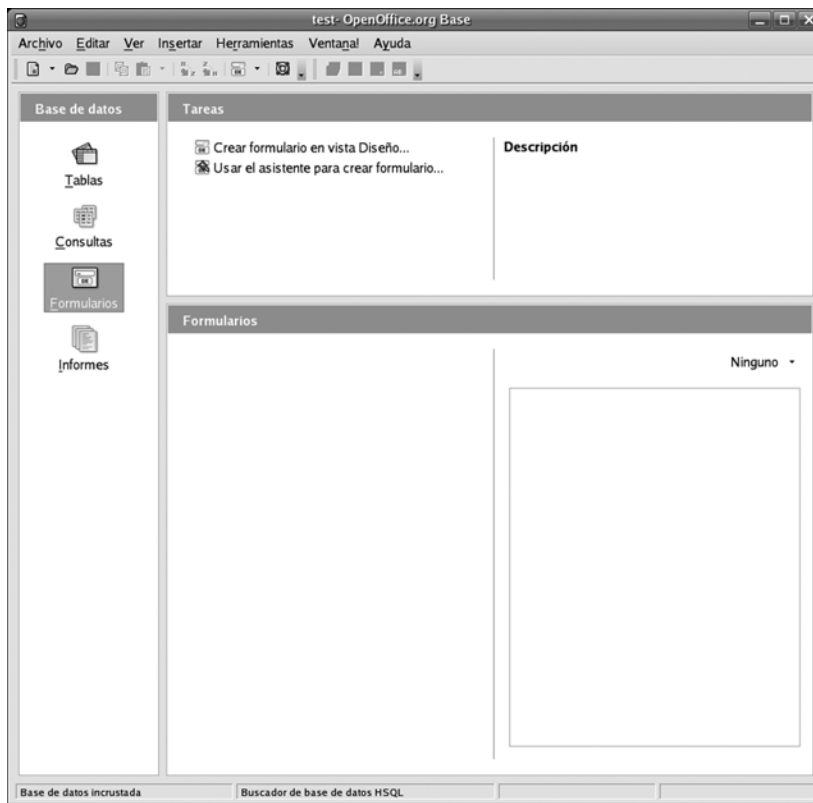 test- OpenOffice.org Base
Archivo Editar Ver Insertar Herramientas Ventana! Ayuda
Base de datos
Tablas
Consultas
Formularios
Informes
Tareas
Crear formulario en vista Diseño...
Usar el asistente para crear formulario...
Descripción
Formularios
Ninguno
Base de datos incrustada
Buscador de base de datos HSQL